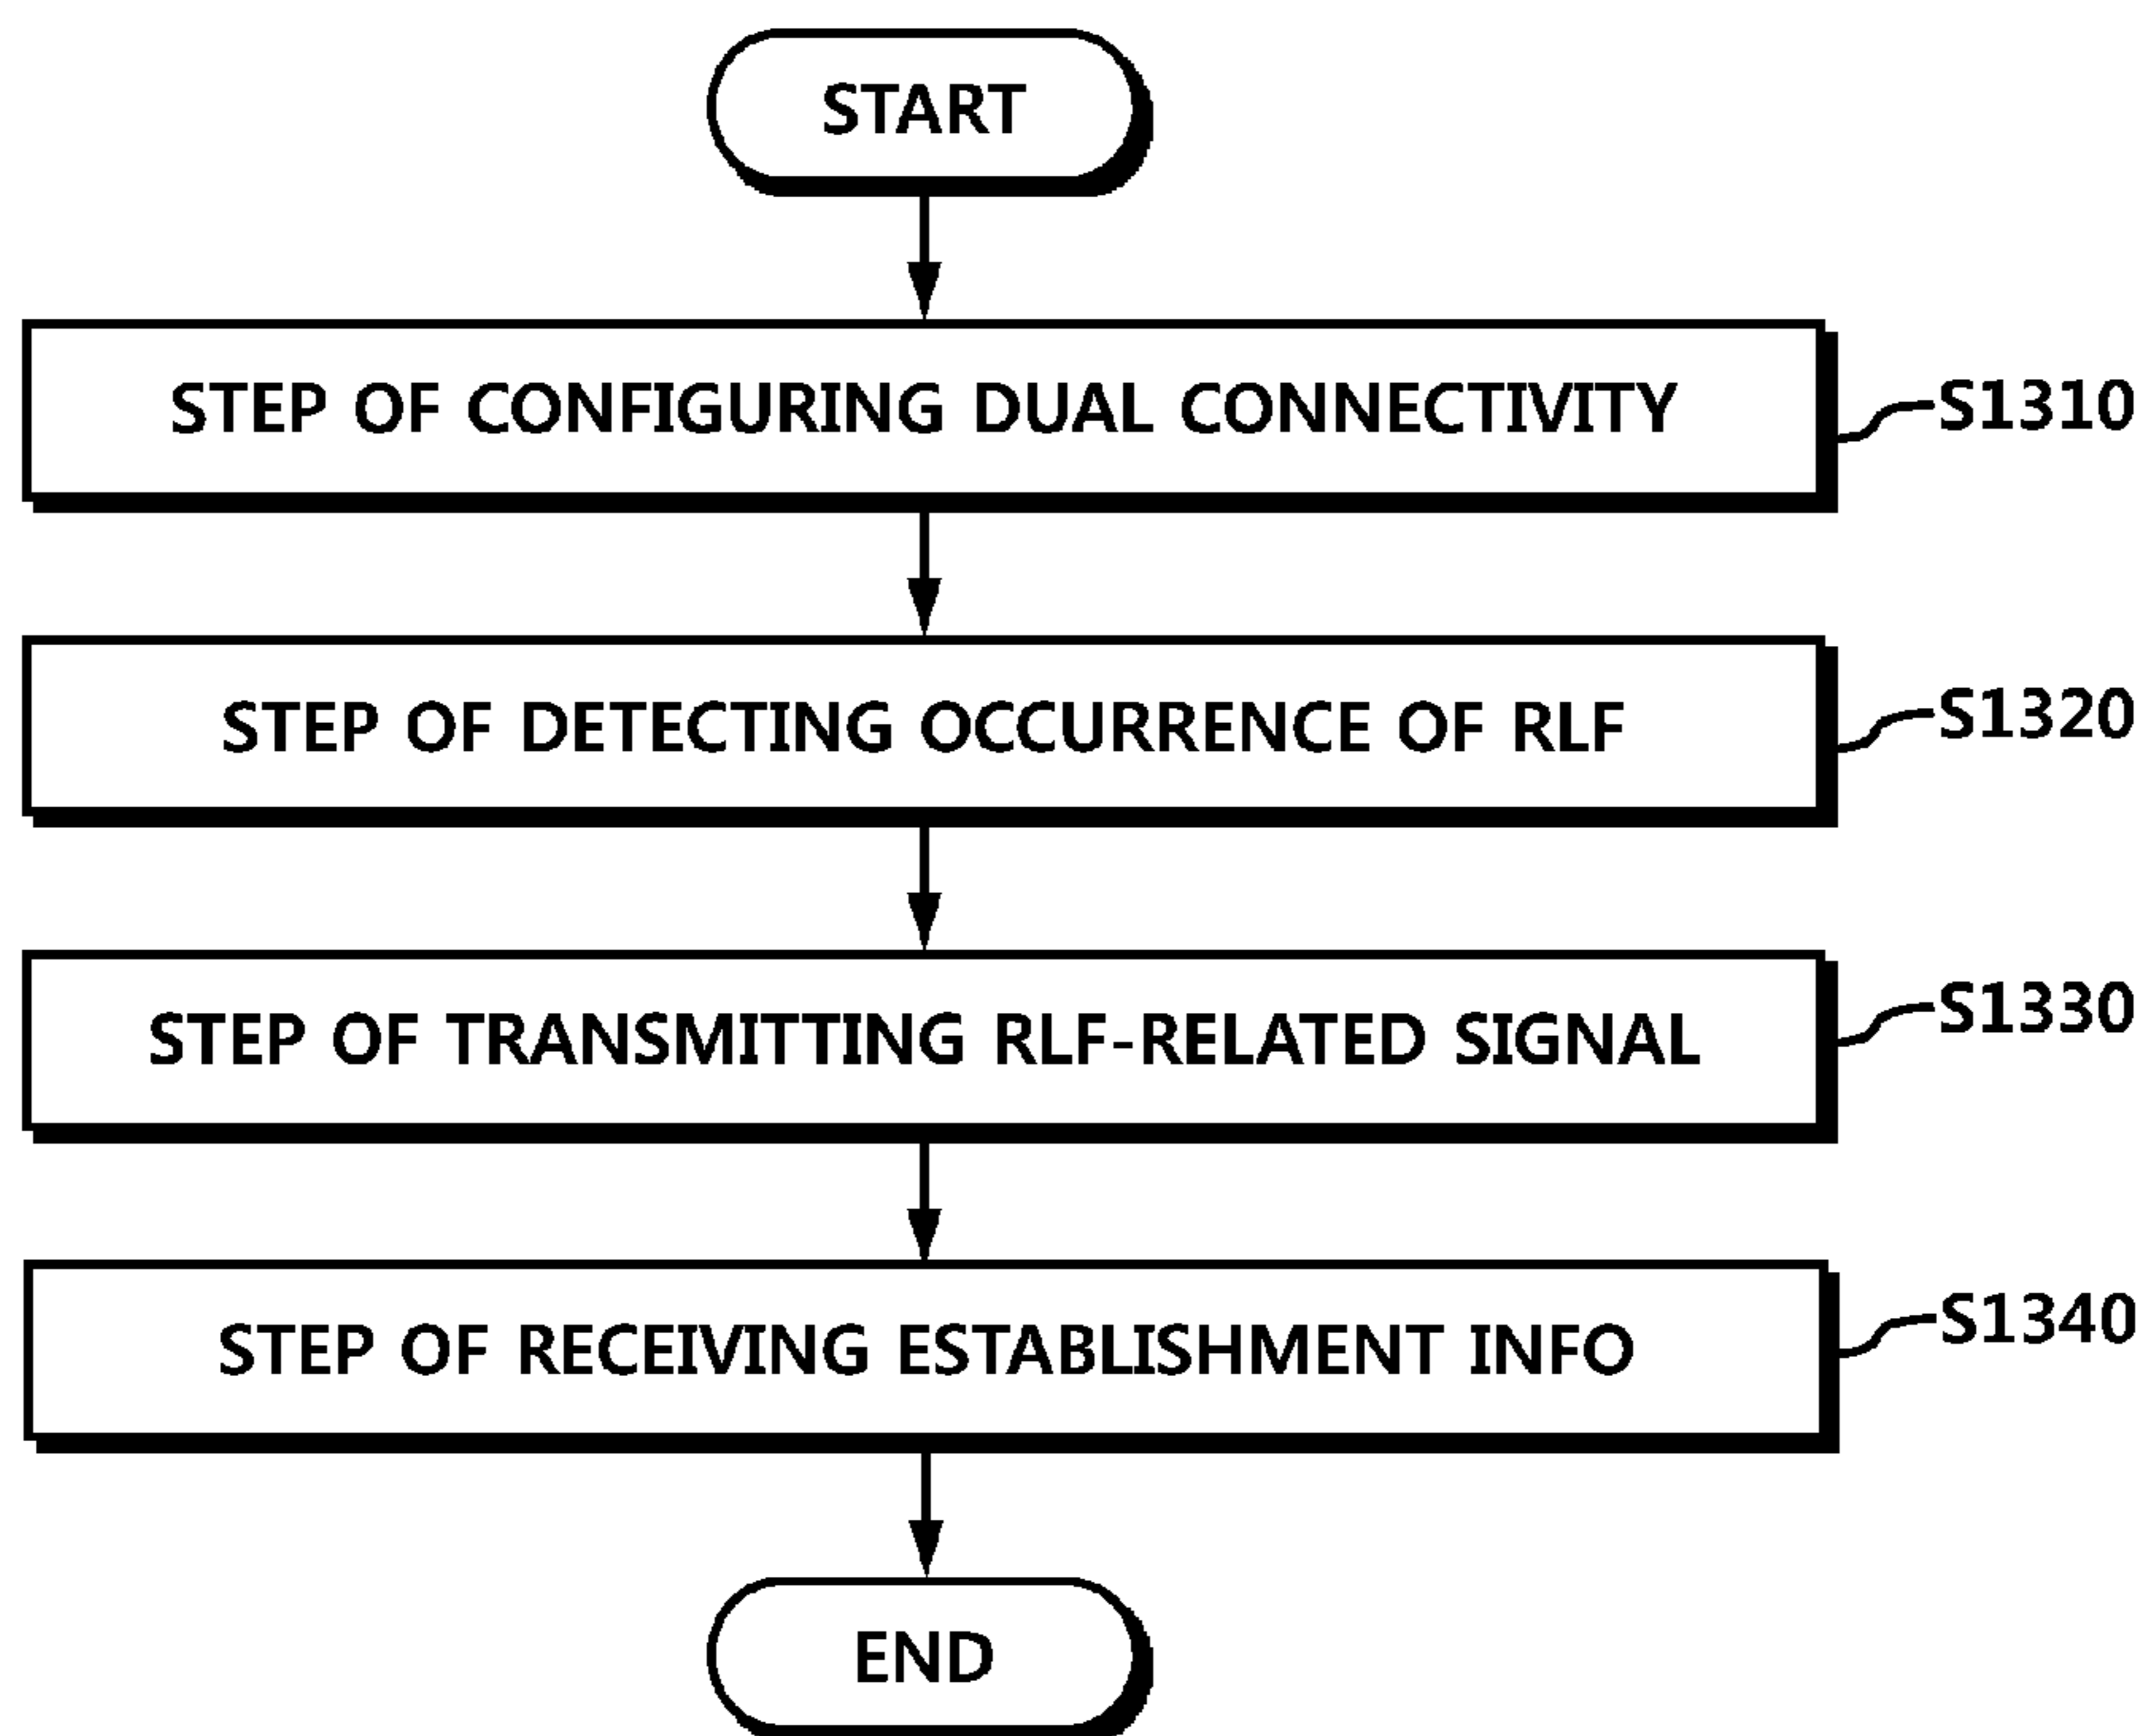 START
STEP OF CONFIGURING DUAL CONNECTIVITY
S1310
STEP OF DETECTING OCCURRENCE OF RLF
S1320
STEP OF TRANSMITTING RLF-RELATED SIGNAL
S1330
STEP OF RECEIVING ESTABLISHMENT INFO
S1340
END